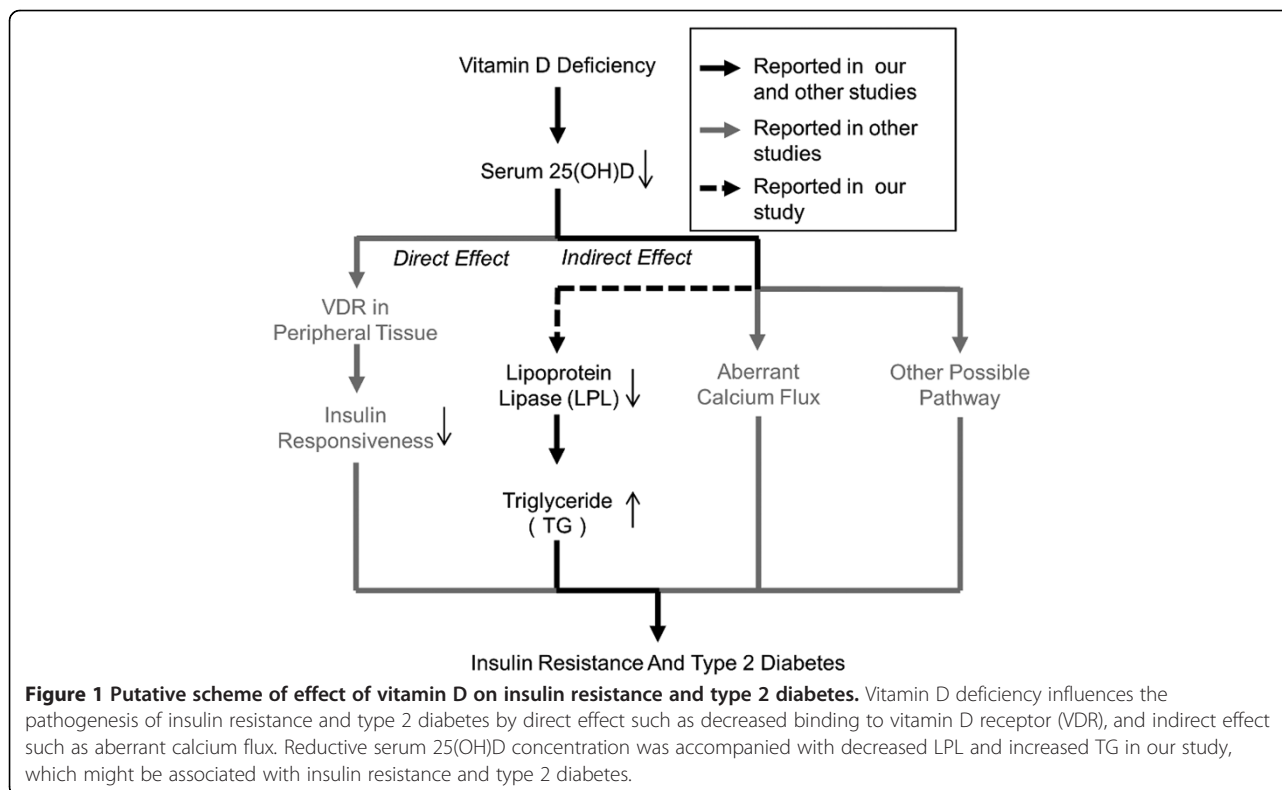 Vitamin D Deficiency
Reported in our
and other studies
Reported in other
studies
Reported in our
study
Serum 25(OH)D ↓
Direct Effect
Indirect Effect
VDR in
Peripheral Tissue
Insulin
Responsiveness ↓
Lipoprotein
Lipase (LPL) ↓
Triglyceride ↑
( TG )
Aberrant
Calcium Flux
Other Possible
Pathway
Insulin Resistance And Type 2 Diabetes
Figure 1 Putative scheme of effect of vitamin D on insulin resistance and type 2 diabetes. Vitamin D deficiency influences the
pathogenesis of insulin resistance and type 2 diabetes by direct effect such as decreased binding to vitamin D receptor (VDR), and indirect effect
such as aberrant calcium flux. Reductive serum 25(OH)D concentration was accompanied with decreased LPL and increased TG in our study,
which might be associated with insulin resistance and type 2 diabetes.